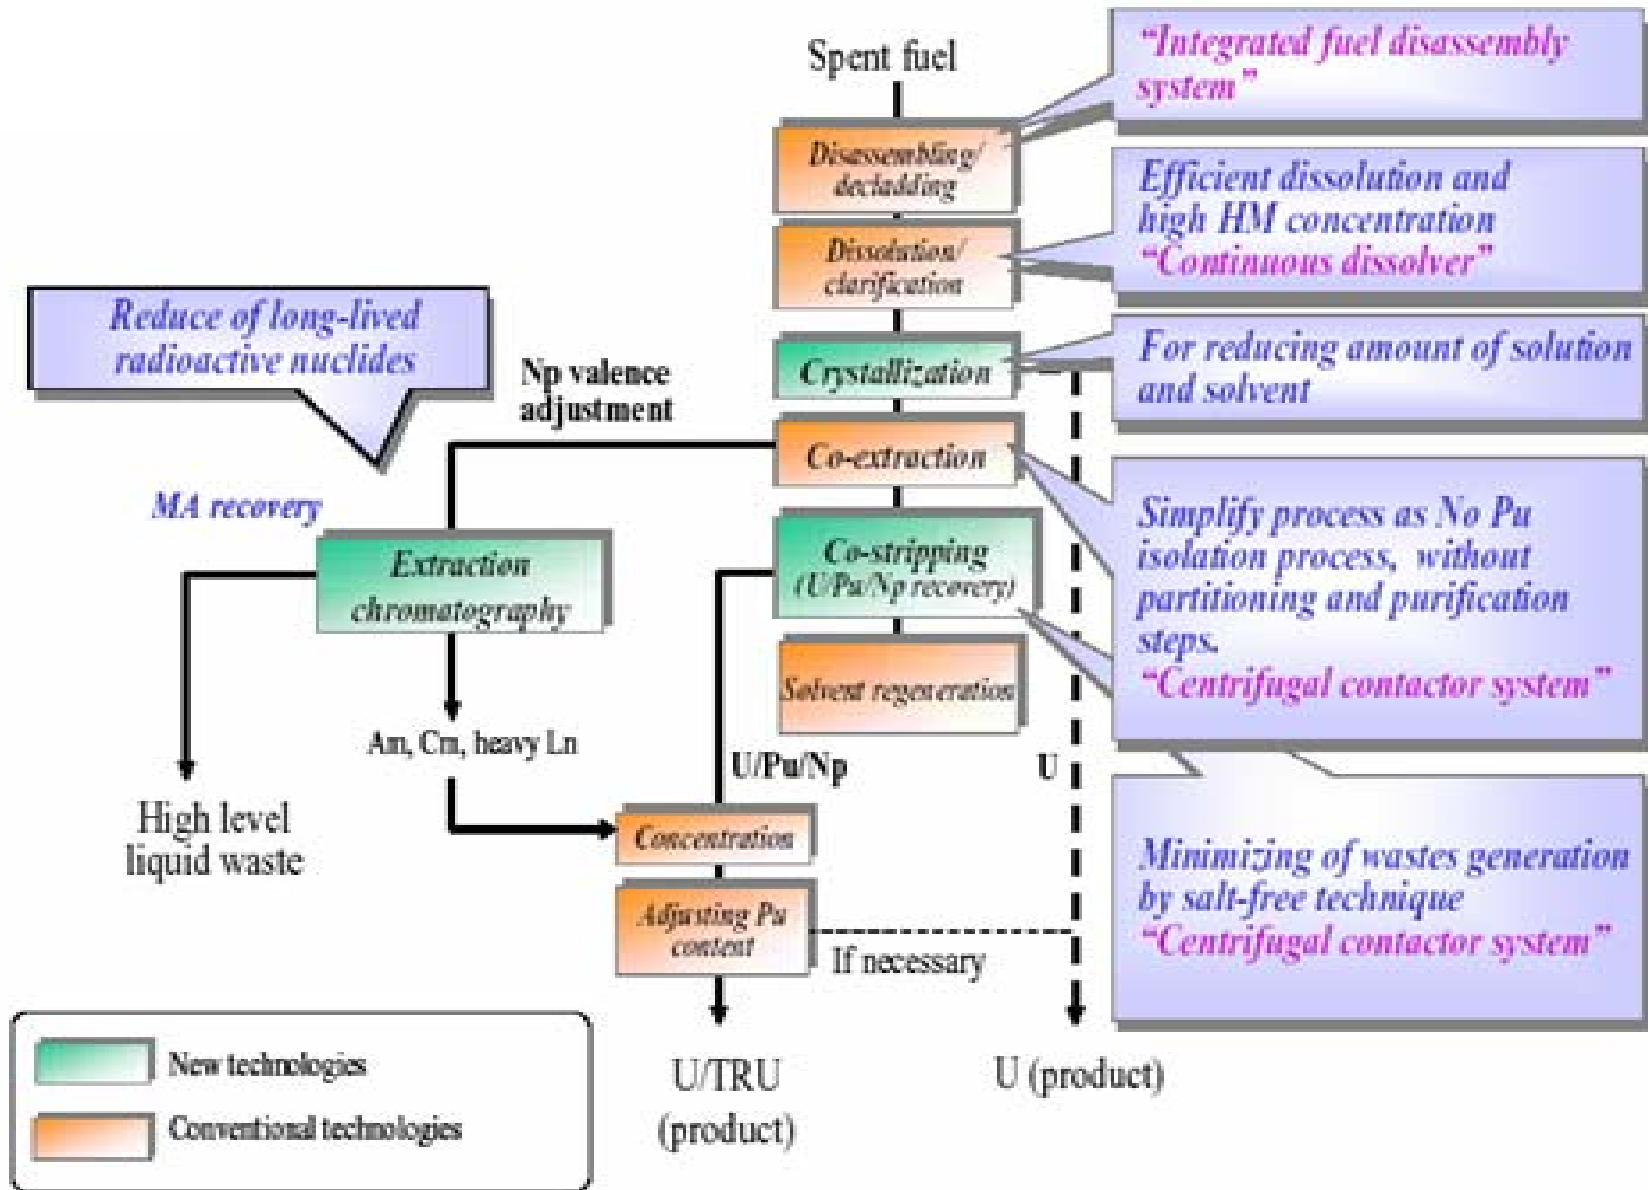 Spent fuel
"Integrated fuel disassembly
system"
Disassembling/
decladding
Efficient dissolution and
high HM concentration
"Continuous dissolver"
Dissolution/
clarification
Reduce of long-lived
radioactive nuclides
For reducing amount of solution
and solvent
Np valence
adjustment
Crystallization
Co-extraction
MA recovery
Simplify process as No Pu
isolation process, without
partitioning and purification
steps.
"Centrifugal contactor system"
Extraction
chromatography
Co-stripping
(U/Pu/Np recovery)
Solvent regeneration
Am, Cm, heavy Ln
U/Pu/Np
U
High level
liquid waste
Concentration
Minimizing of wastes generation
by salt-free technique
"Centrifugal contactor system"
Adjusting Pu
content
If necessary
New technologies
Conventional technologies
U/TRU
(product)
U (product)